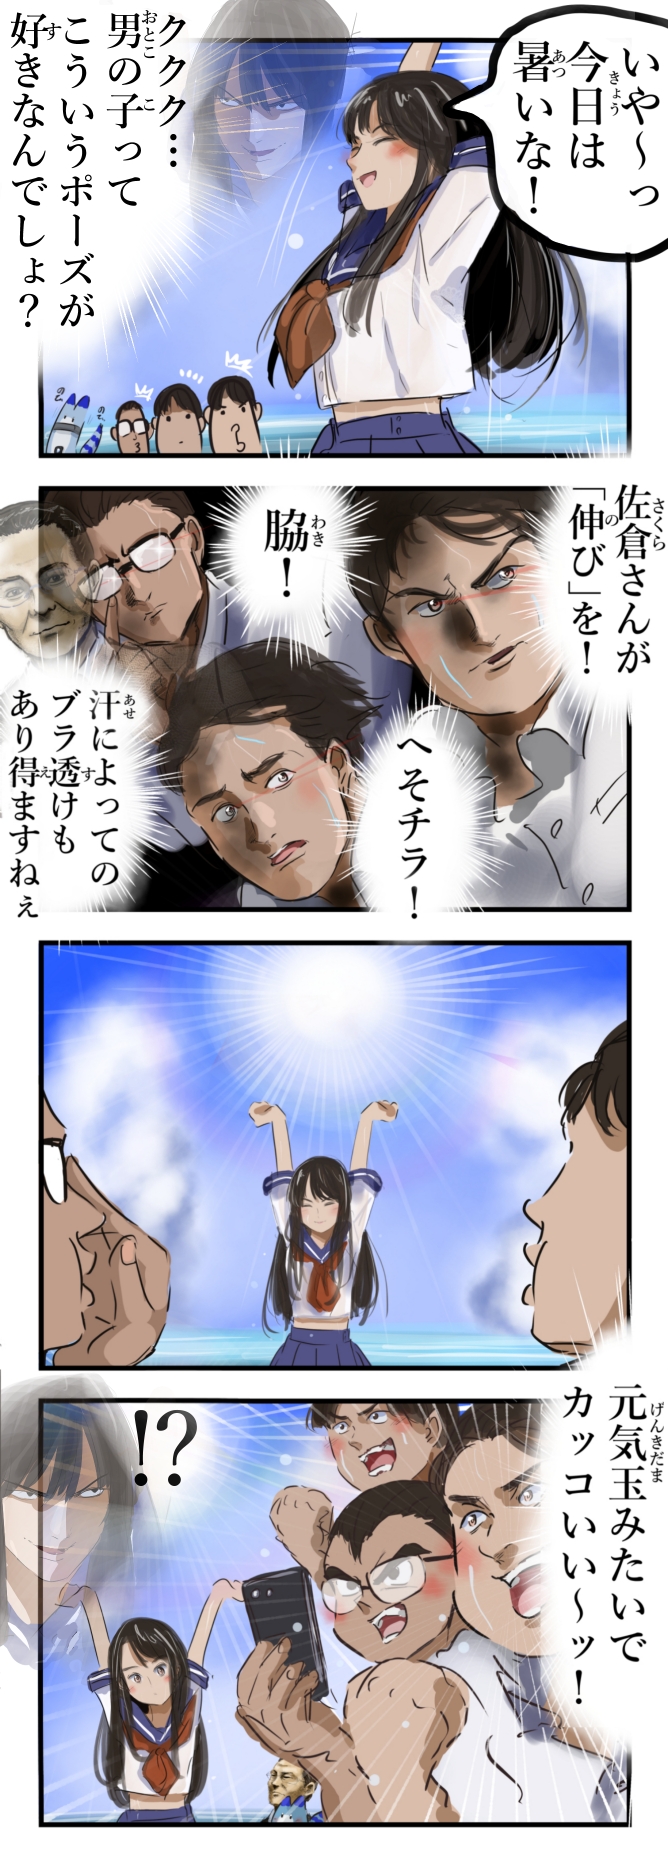 いや～っ
今日は
暑いな！
ククク…
男の子って
こういうポーズが
好きなんでしょ？
佐倉さんが
「伸び」を！
脇！
へそチラ！
汗によっての
ブラ透けも
あり得ますねぇ
元気玉みたいで
カッコいい～ッ！
!?